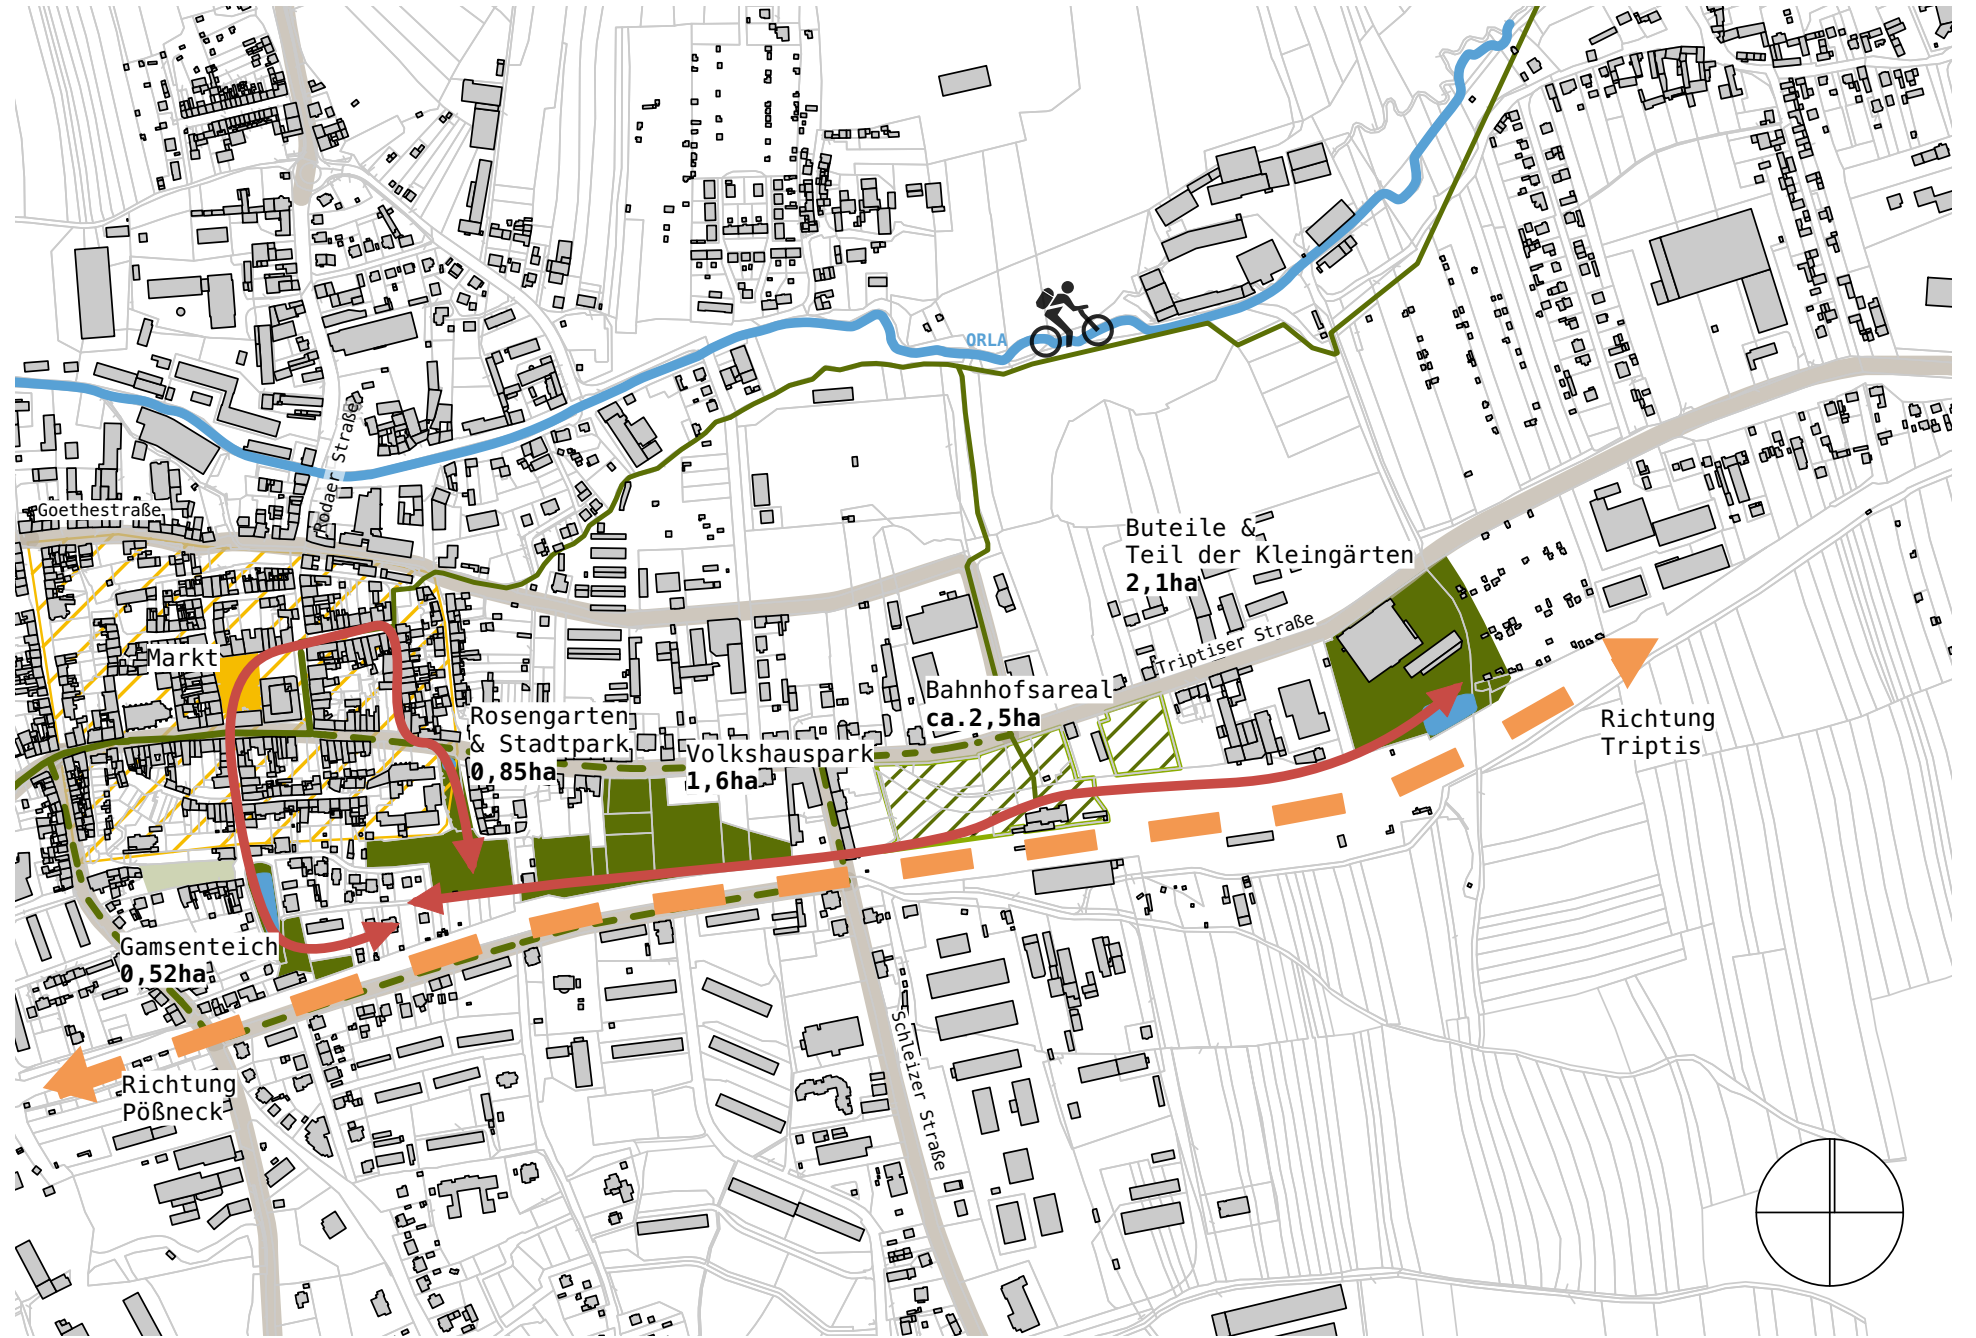 ORLA
Rodaer Straße
Goethestraße
Buteile &
Teil der Kleingärten
2,1ha
Triptiser Straße
Markt
Bahnhofsareal
ca.2,5ha
Rosengarten
& Stadtpark
0,85ha
Volkshauspark
1,6ha
Richtung
Triptis
Gamsenteich
0,52ha
Schleizer Straße
Richtung
Pößneck